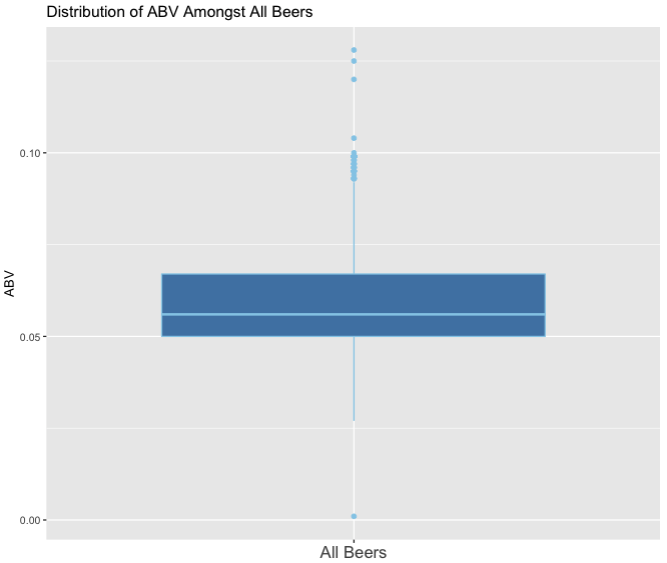 Distribution of ABV Amongst All Beers
0.10
ABV
0.05
0.00
All Beers